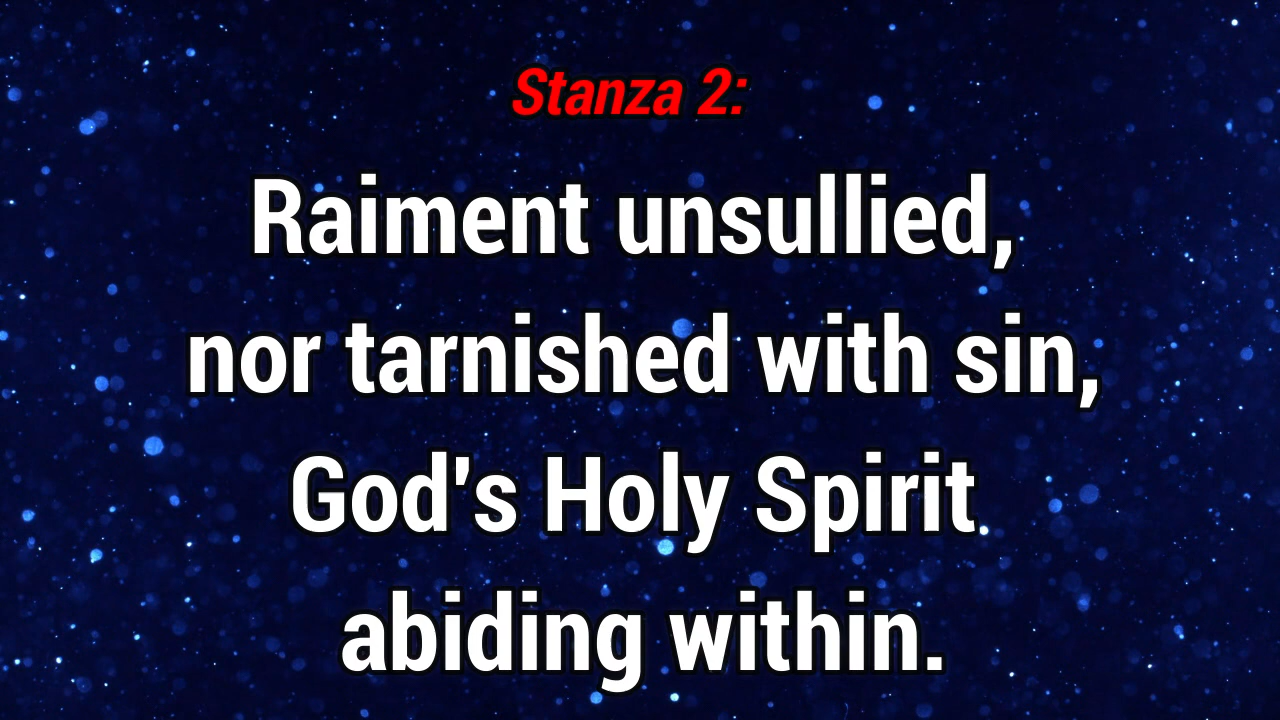 Stanza 2:
Raiment unsullied,
nor tarnished with sin,
God's Holy Spirit
abiding within.